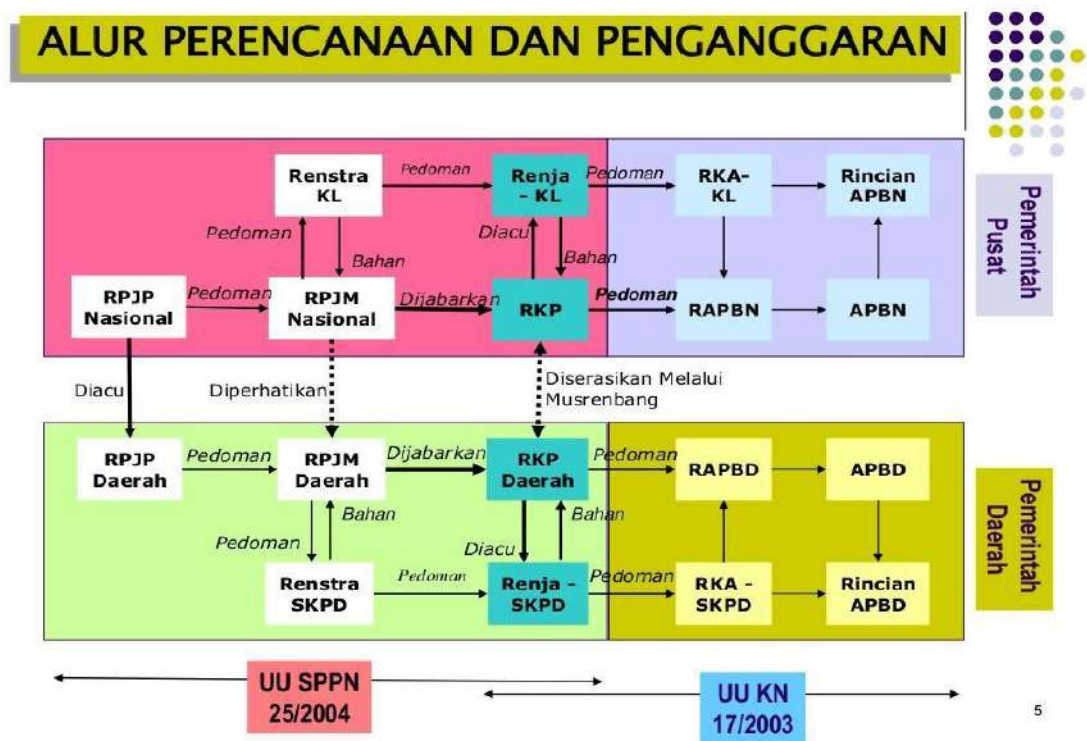 ALUR PERENCANAAN DAN PENGANGGARAN
Renstra
KL
Pedoman
Renja
- KL
Pedoman
RKA-
KL
Rincian
APBN
Pemerintah
Pusat
Pedoman
Bahan
Diacu
Bahan
RPJP
Nasional
Pedoman
RPJM
Nasional
Dijabarkan
RKP
Pedoman
RAPBN
APBN
Diacu
Diperhatikan
Diserasikan Melalui
Musrenbang
RPJP
Daerah
Pedoman
RPJM
Daerah
Dijabarkan
RKP
Daerah
Pedoman
RAPBD
APBD
Pemerintah
Daerah
Pedoman
Bahan
Diacu
Bahan
Renstra
SKPD
Pedoman
Renja -
SKPD
Pedoman
RKA -
SKPD
Rincian
APBD
UU SPPN
25/2004
UU KN
17/2003
5